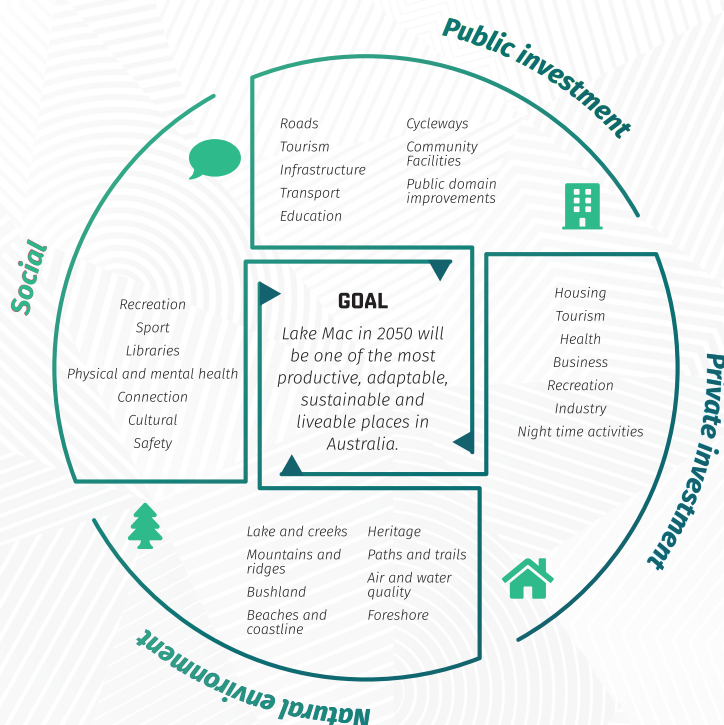 Public investment
Roads
Tourism
Infrastructure
Transport
Education
Cycleways
Community
Facilities
Public domain
improvements
Social
Recreation
Sport
Libraries
Physical and mental health
Connection
Cultural
Safety
GOAL
Lake Mac in 2050 will
be one of the most
productive, adaptable,
sustainable and
liveable places in
Australia.
Housing
Tourism
Health
Business
Recreation
Industry
Night time activities
Private investment
Lake and creeks
Mountains and
ridges
Bushland
Beaches and
coastline
Heritage
Paths and trails
Air and water
quality
Foreshore
Natural environment